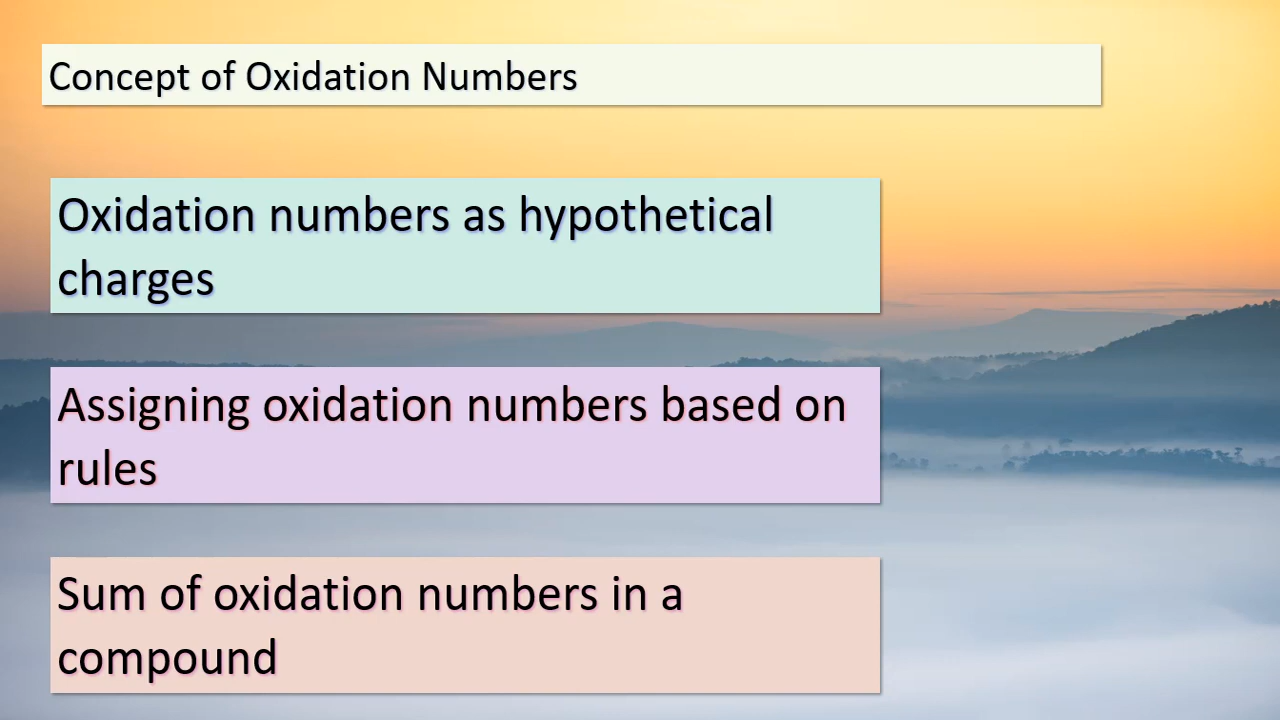 Concept of Oxidation Numbers
Oxidation numbers as hypothetical
charges
Assigning oxidation numbers based on
rules
Sum of oxidation numbers in a
compound